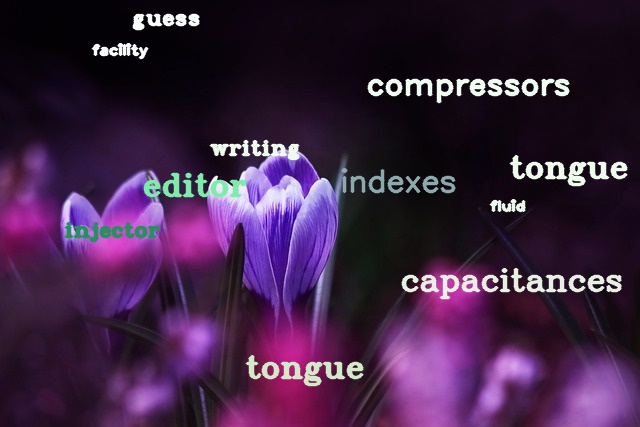 guess
facility
compressors
writing
tongue
editor
indexes
fluid
injector
capacitances
tongue